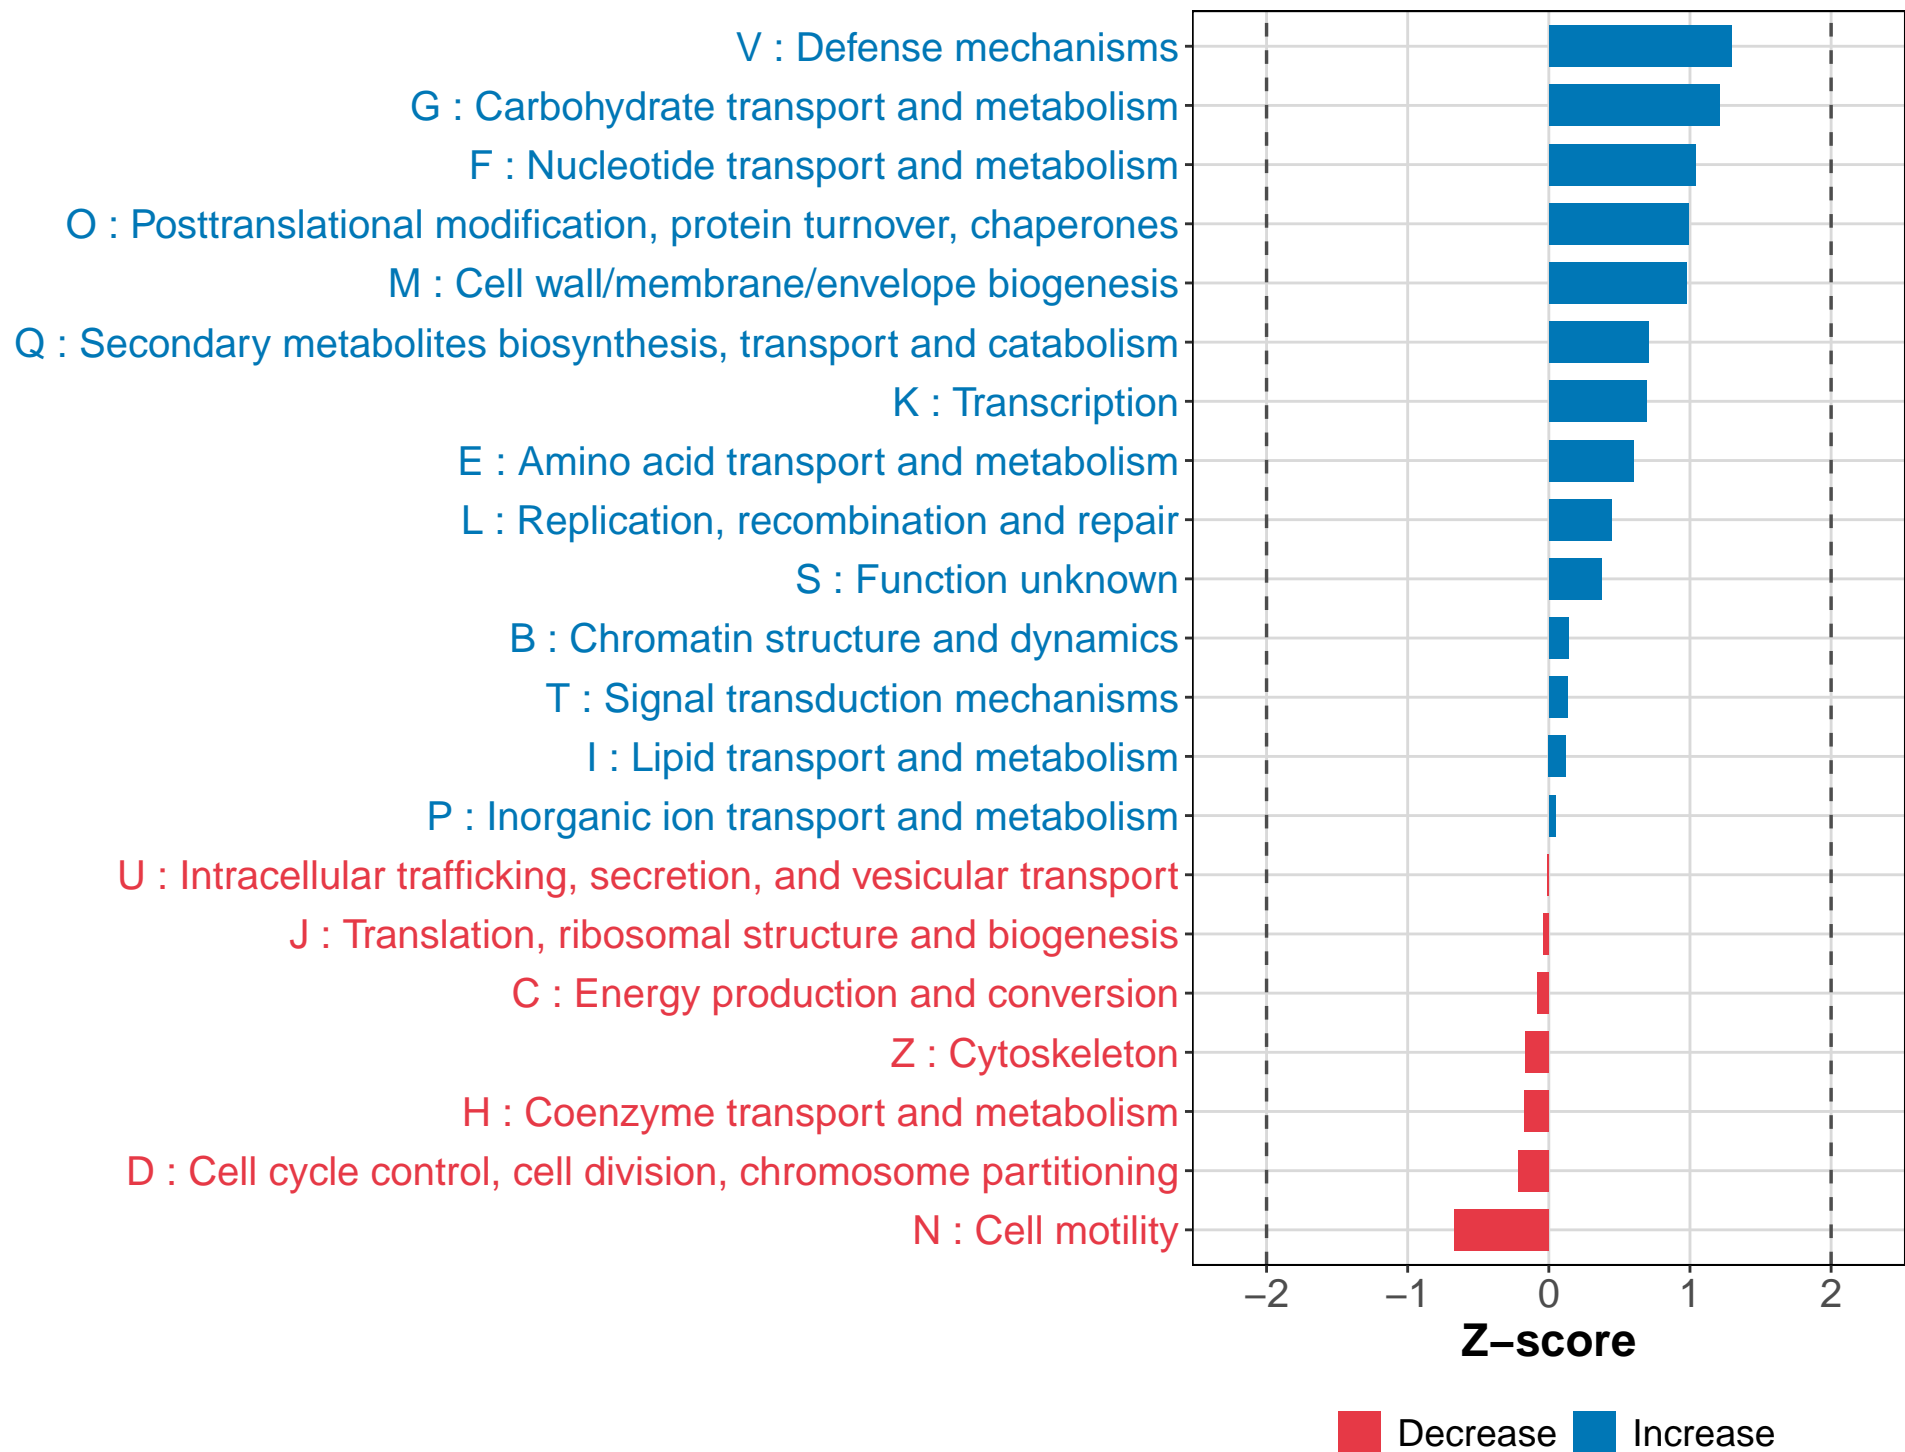 V : Defense mechanisms
G : Carbohydrate transport and metabolism
F : Nucleotide transport and metabolism
O : Posttranslational modification, protein turnover, chaperones
M : Cell wall/membrane/envelope biogenesis
Q : Secondary metabolites biosynthesis, transport and catabolism
K : Transcription
E : Amino acid transport and metabolism
L : Replication, recombination and repair
S : Function unknown
B : Chromatin structure and dynamics
T : Signal transduction mechanisms
I : Lipid transport and metabolism
P : Inorganic ion transport and metabolism
U : Intracellular trafficking, secretion, and vesicular transport
J : Translation, ribosomal structure and biogenesis
C : Energy production and conversion
Z : Cytoskeleton
H : Coenzyme transport and metabolism
D : Cell cycle control, cell division, chromosome partitioning
N : Cell motility
−2 −1 0 1 2
Z−score
Decrease Increase